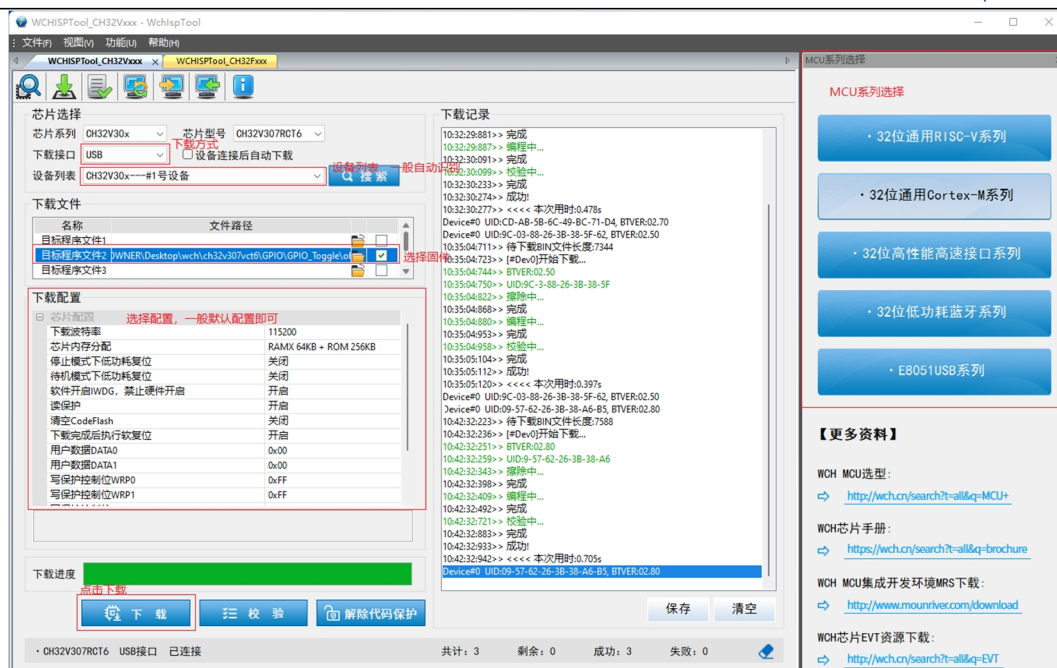 WCHISPTool_CH32Vxxx - WchIspTool
文件(F) 视图(V) 功能(U) 帮助(H)
WCHISPTool_CH32Vxxx × WCHISPTool_CH32Fxxx
芯片选择
芯片系列 CH32V30x 芯片型号 CH32V307RCT6
下载方式
下载接口 USB 设备连接后自动下载
设备列表,一般自动识别
设备列表 CH32V30x---#1号设备 搜索
下载文件
名称 文件路径
目标程序文件1
目标程序文件2 OWNER\Desktop\wch\ch32v307vct6\GPIO\GPIO_Toggle\ol
选择固件
目标程序文件3
下载配置
芯片配置
选择配置,一般默认配置即可
下载波特率 115200
芯片内存分配 RAMX 64KB + ROM 256KB
停止模式下低功耗复位 关闭
待机模式下低功耗复位 关闭
软件开启IWDG,禁止硬件开启 开启
读保护 开启
清空CodeFlash 关闭
下载完成后执行软复位 开启
用户数据DATA0 0x00
用户数据DATA1 0x00
写保护控制位WRP0 0xFF
写保护控制位WRP1 0xFF
下载进度
点击下载
下 载 校 验 解除代码保护
下载记录
10:32:29:881>> 完成
10:32:29:887>> 编程中...
10:32:30:091>> 完成
10:32:30:099>> 校验中...
10:32:30:233>> 完成
10:32:30:274>> 成功!
10:32:30:277>> <<<< 本次用时:0.478s
Device#0 UID:CD-AB-5B-6C-49-BC-71-D4, BTVER:02.70
Device#0 UID:9C-03-88-26-3B-38-5F-62, BTVER:02.50
10:35:04:711>> 待下载BIN文件长度:7344
10:35:04:723>> [#Dev0]开始下载...
10:35:04:744>> BTVER:02.50
10:35:04:750>> UID:9C-3-88-26-3B-38-5F
10:35:04:822>> 擦除中...
10:35:04:868>> 完成
10:35:04:880>> 编程中...
10:35:04:953>> 完成
10:35:04:958>> 校验中...
10:35:05:104>> 完成
10:35:05:112>> 成功!
10:35:05:120>> <<<< 本次用时:0.397s
Device#0 UID:9C-03-88-26-3B-38-5F-62, BTVER:02.50
Device#0 UID:09-57-62-26-3B-38-A6-B5, BTVER:02.80
10:42:32:223>> 待下载BIN文件长度:7588
10:42:32:236>> [#Dev0]开始下载...
10:42:32:251>> BTVER:02.80
10:42:32:259>> UID:9-57-62-26-3B-38-A6
10:42:32:343>> 擦除中...
10:42:32:398>> 完成
10:42:32:409>> 编程中...
10:42:32:492>> 完成
10:42:32:721>> 校验中...
10:42:32:883>> 完成
10:42:32:933>> 成功!
10:42:32:942>> <<<< 本次用时:0.705s
Device#0 UID:09-57-62-26-3B-38-A6-B5, BTVER:02.80
保存 清空
· CH32V307RCT6 USB接口 已连接 共计: 3 剩余: 0 成功: 3 失败: 0
MCU系列选择
MCU系列选择
· 32位通用RISC-V系列
· 32位通用Cortex-M系列
· 32位高性能高速接口系列
· 32位低功耗蓝牙系列
· E8051USB系列
【更多资料】
WCH MCU选型:
http://wch.cn/search?t=all&q=MCU+
WCH芯片手册:
https://wch.cn/search?t=all&q=brochure
WCH MCU集成开发环境MRS下载:
http://www.mounriver.com/download
WCH芯片EVT资源下载:
http://wch.cn/search?t=all&q=EVT